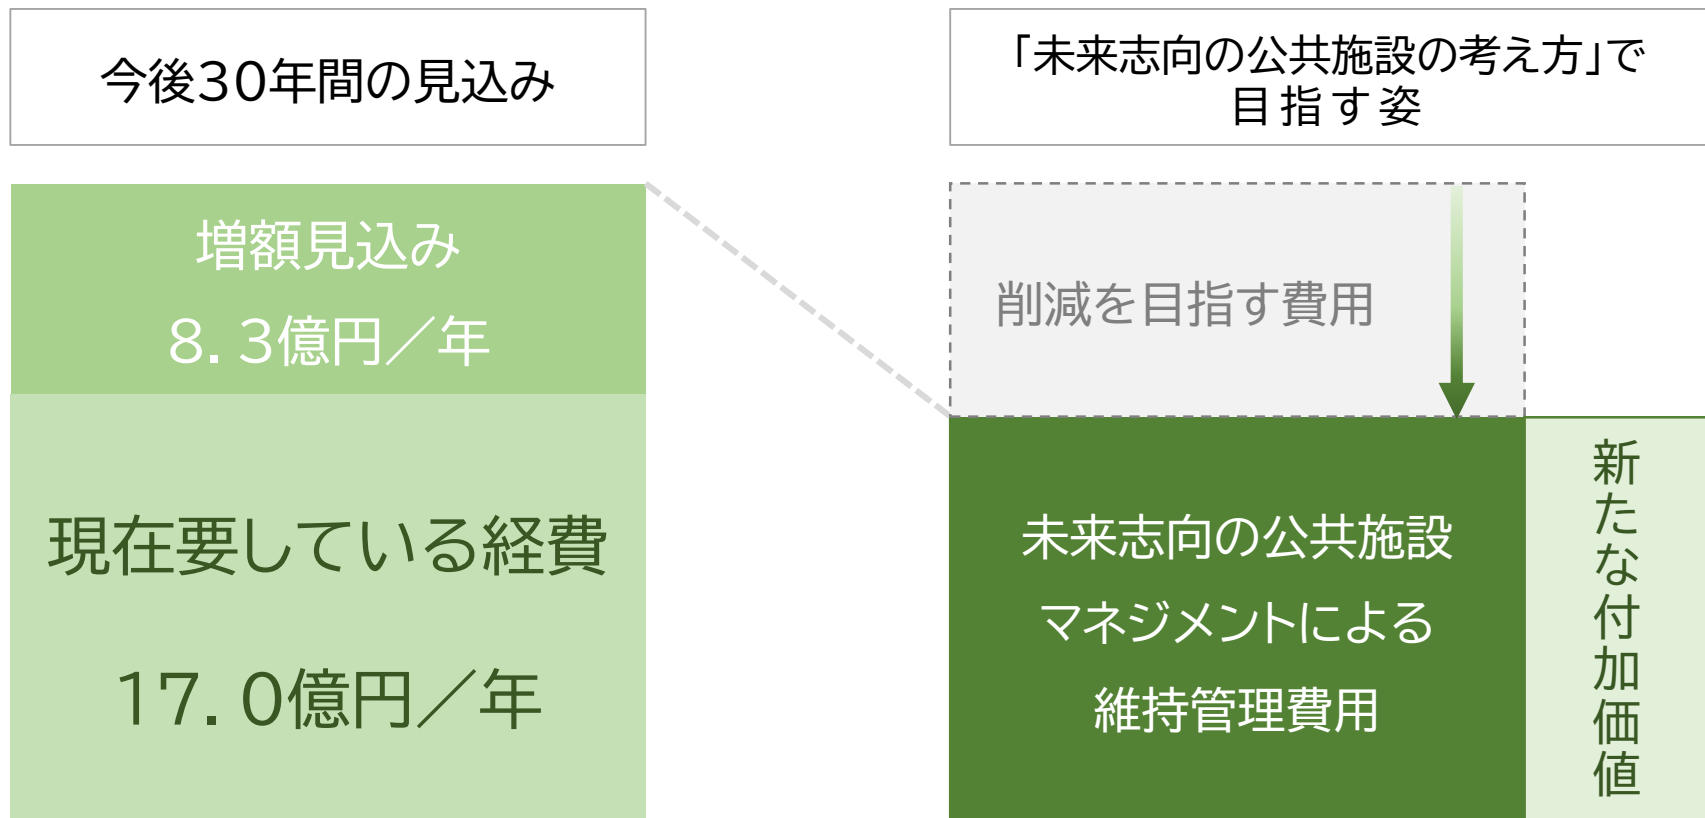 今後30年間の見込み
「未来志向の公共施設の考え方」で
目指す姿
増額見込み
8．3億円／年
現在要している経費
17．0億円／年
削減を目指す費用
未来志向の公共施設
マネジメントによる
維持管理費用
新たな付加価値